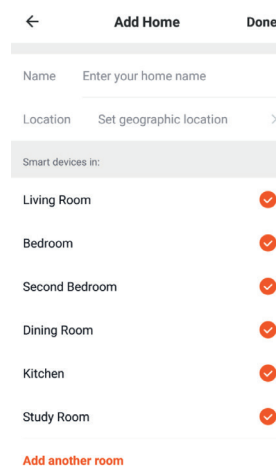 Add Home Done
Name Enter your home name
Location Set geographic location
Smart devices in:
Living Room
Bedroom
Second Bedroom
Dining Room
Kitchen
Study Room
Add another room